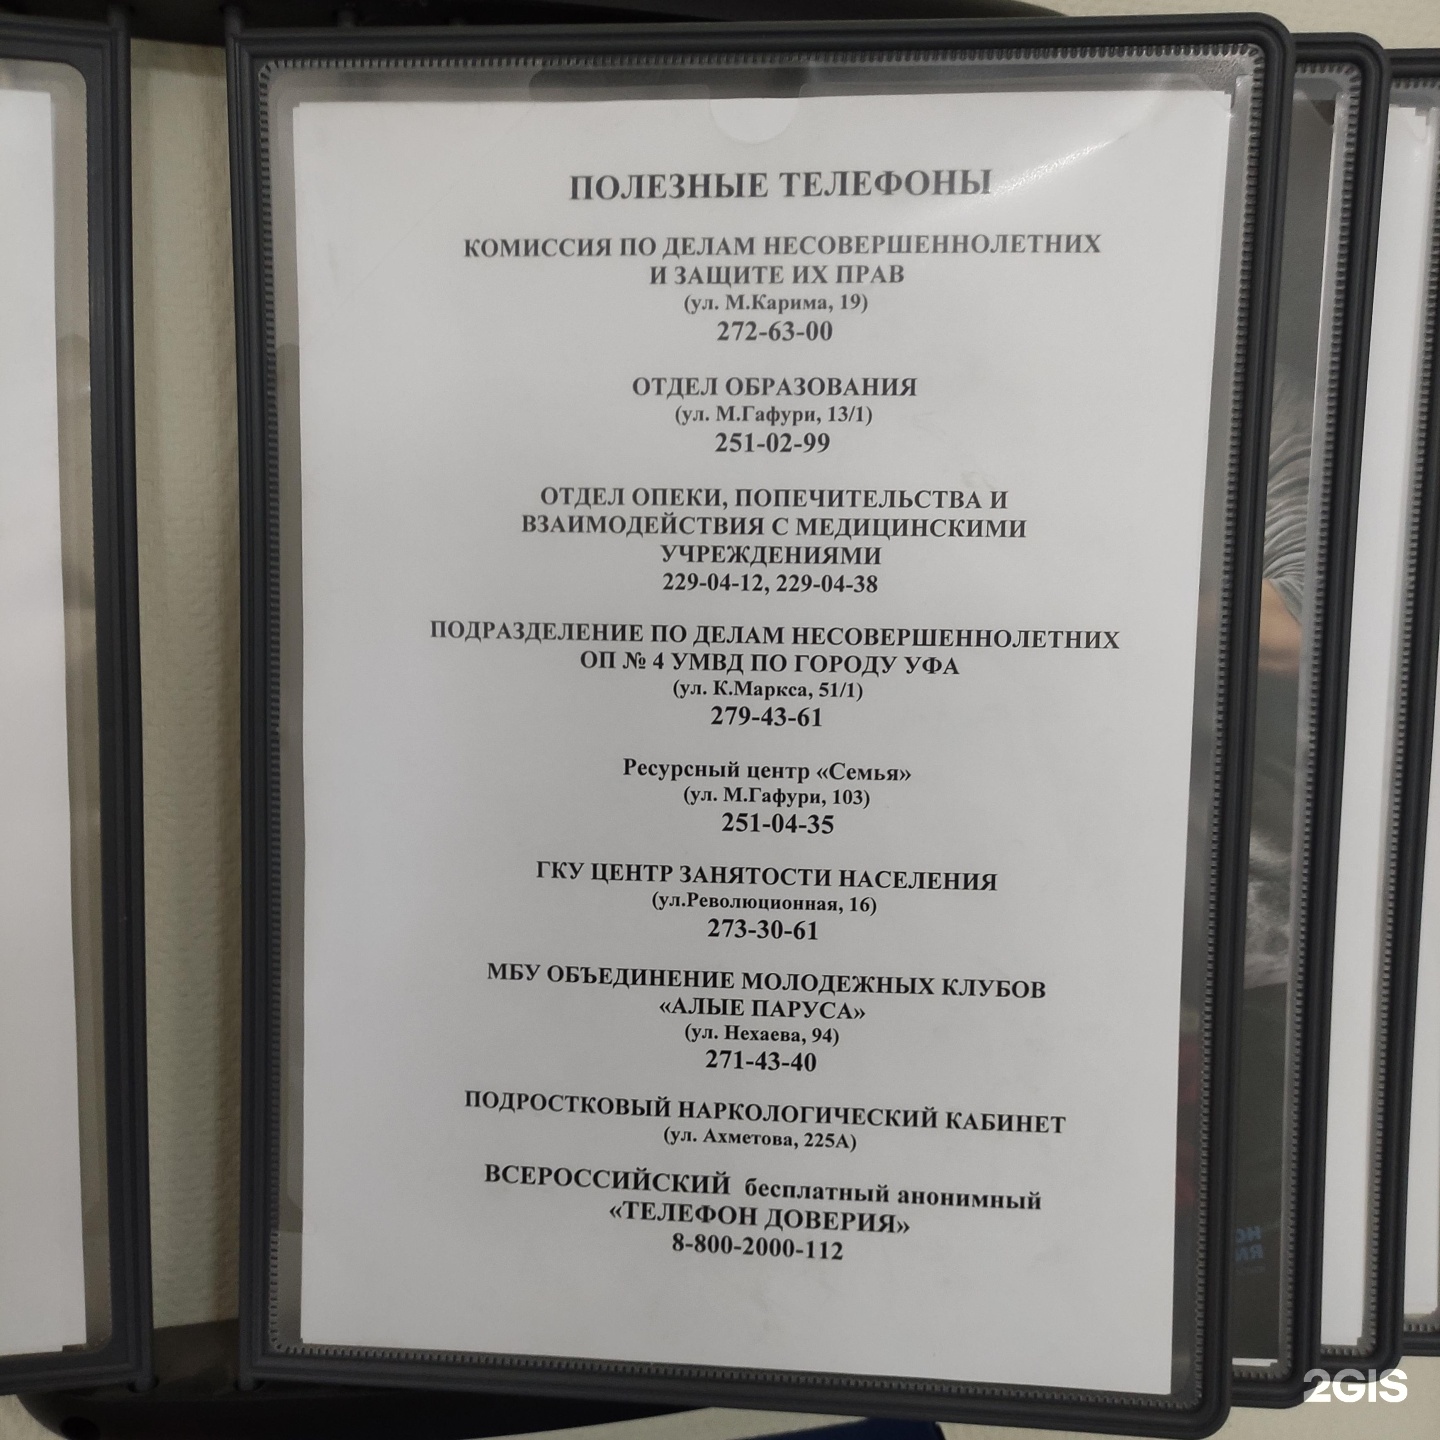 ПОЛЕЗНЫЕ ТЕЛЕФОНЫ
КОМИССИЯ ПО ДЕЛАМ НЕСОВЕРШЕННОЛЕТНИХ
И ЗАЩИТЕ ИХ ПРАВ
(ул. М.Карима, 19)
272-63-00
ОТДЕЛ ОБРАЗОВАНИЯ
(ул. М.Гафури, 13/1)
251-02-99
ОТДЕЛ ОПЕКИ, ПОПЕЧИТЕЛЬСТВА И
ВЗАИМОДЕЙСТВИЯ С МЕДИЦИНСКИМИ
УЧРЕЖДЕНИЯМИ
229-04-12, 229-04-38
ПОДРАЗДЕЛЕНИЕ ПО ДЕЛАМ НЕСОВЕРШЕННОЛЕТНИХ
ОП № 4 УМВД ПО ГОРОДУ УФА
(ул. К.Маркса, 51/1)
279-43-61
Ресурсный центр «Семья»
(ул. М.Гафури, 103)
251-04-35
ГКУ ЦЕНТР ЗАНЯТОСТИ НАСЕЛЕНИЯ
(ул.Революционная, 16)
273-30-61
МБУ ОБЪЕДИНЕНИЕ МОЛОДЕЖНЫХ КЛУБОВ
«АЛЫЕ ПАРУСА»
(ул. Нехаева, 94)
271-43-40
ПОДРОСТКОВЫЙ НАРКОЛОГИЧЕСКИЙ КАБИНЕТ
(ул. Ахметова, 225А)
ВСЕРОССИЙСКИЙ бесплатный анонимный
«ТЕЛЕФОН ДОВЕРИЯ»
8-800-2000-112
2GIS